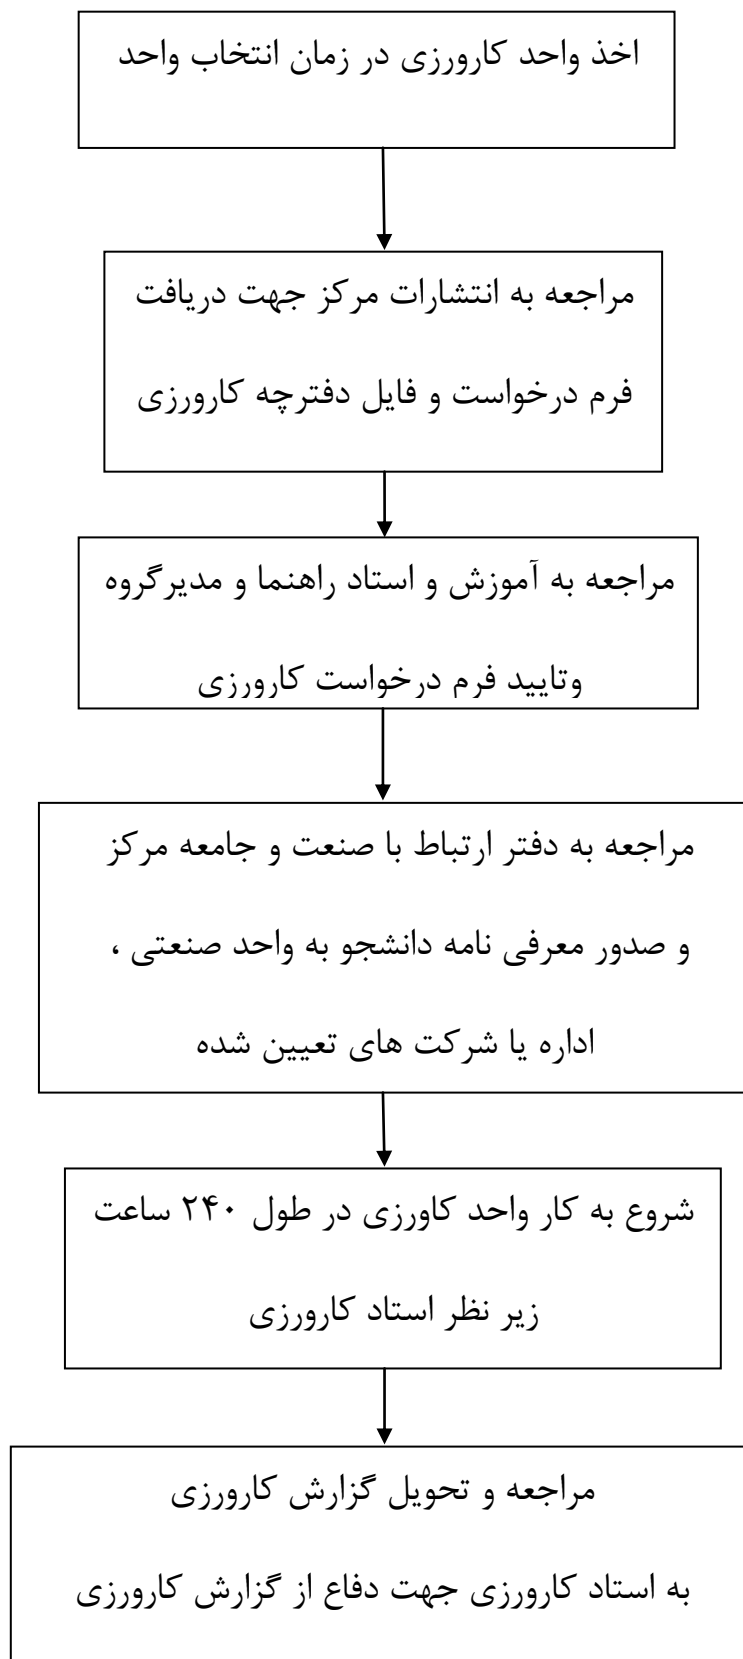 اخذ واحد کارورزی در زمان انتخاب واحد
مراجعه به انتشارات مرکز جهت دریافت
فرم درخواست و فایل دفترچه کارورزی
مراجعه به آموزش و استاد راهنما و مدیرگروه
وتایید فرم درخواست کارورزی
مراجعه به دفتر ارتباط با صنعت و جامعه مرکز
و صدور معرفی نامه دانشجو به واحد صنعتی ،
اداره یا شرکت های تعیین شده
شروع به کار واحد کاورزی در طول ۲۴۰ ساعت
زیر نظر استاد کارورزی
مراجعه و تحویل گزارش کارورزی
به استاد کارورزی جهت دفاع از گزارش کارورزی